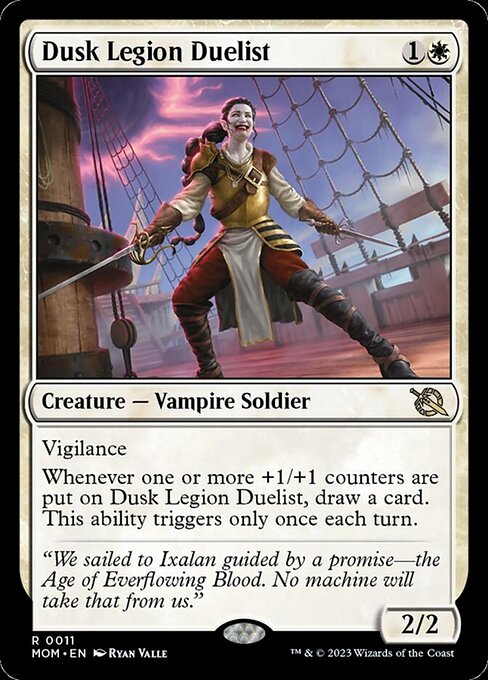 Dusk Legion Duelist 1
Creature — Vampire Soldier
Vigilance
Whenever one or more +1/+1 counters are
put on Dusk Legion Duelist, draw a card.
This ability triggers only once each turn.
“We sailed to Ixalan guided by a promise—the
Age of Everflowing Blood. No machine will
take that from us.”
2/2
R 0011
MOM • EN Ryan Valle
™ & © 2023 Wizards of the Coast